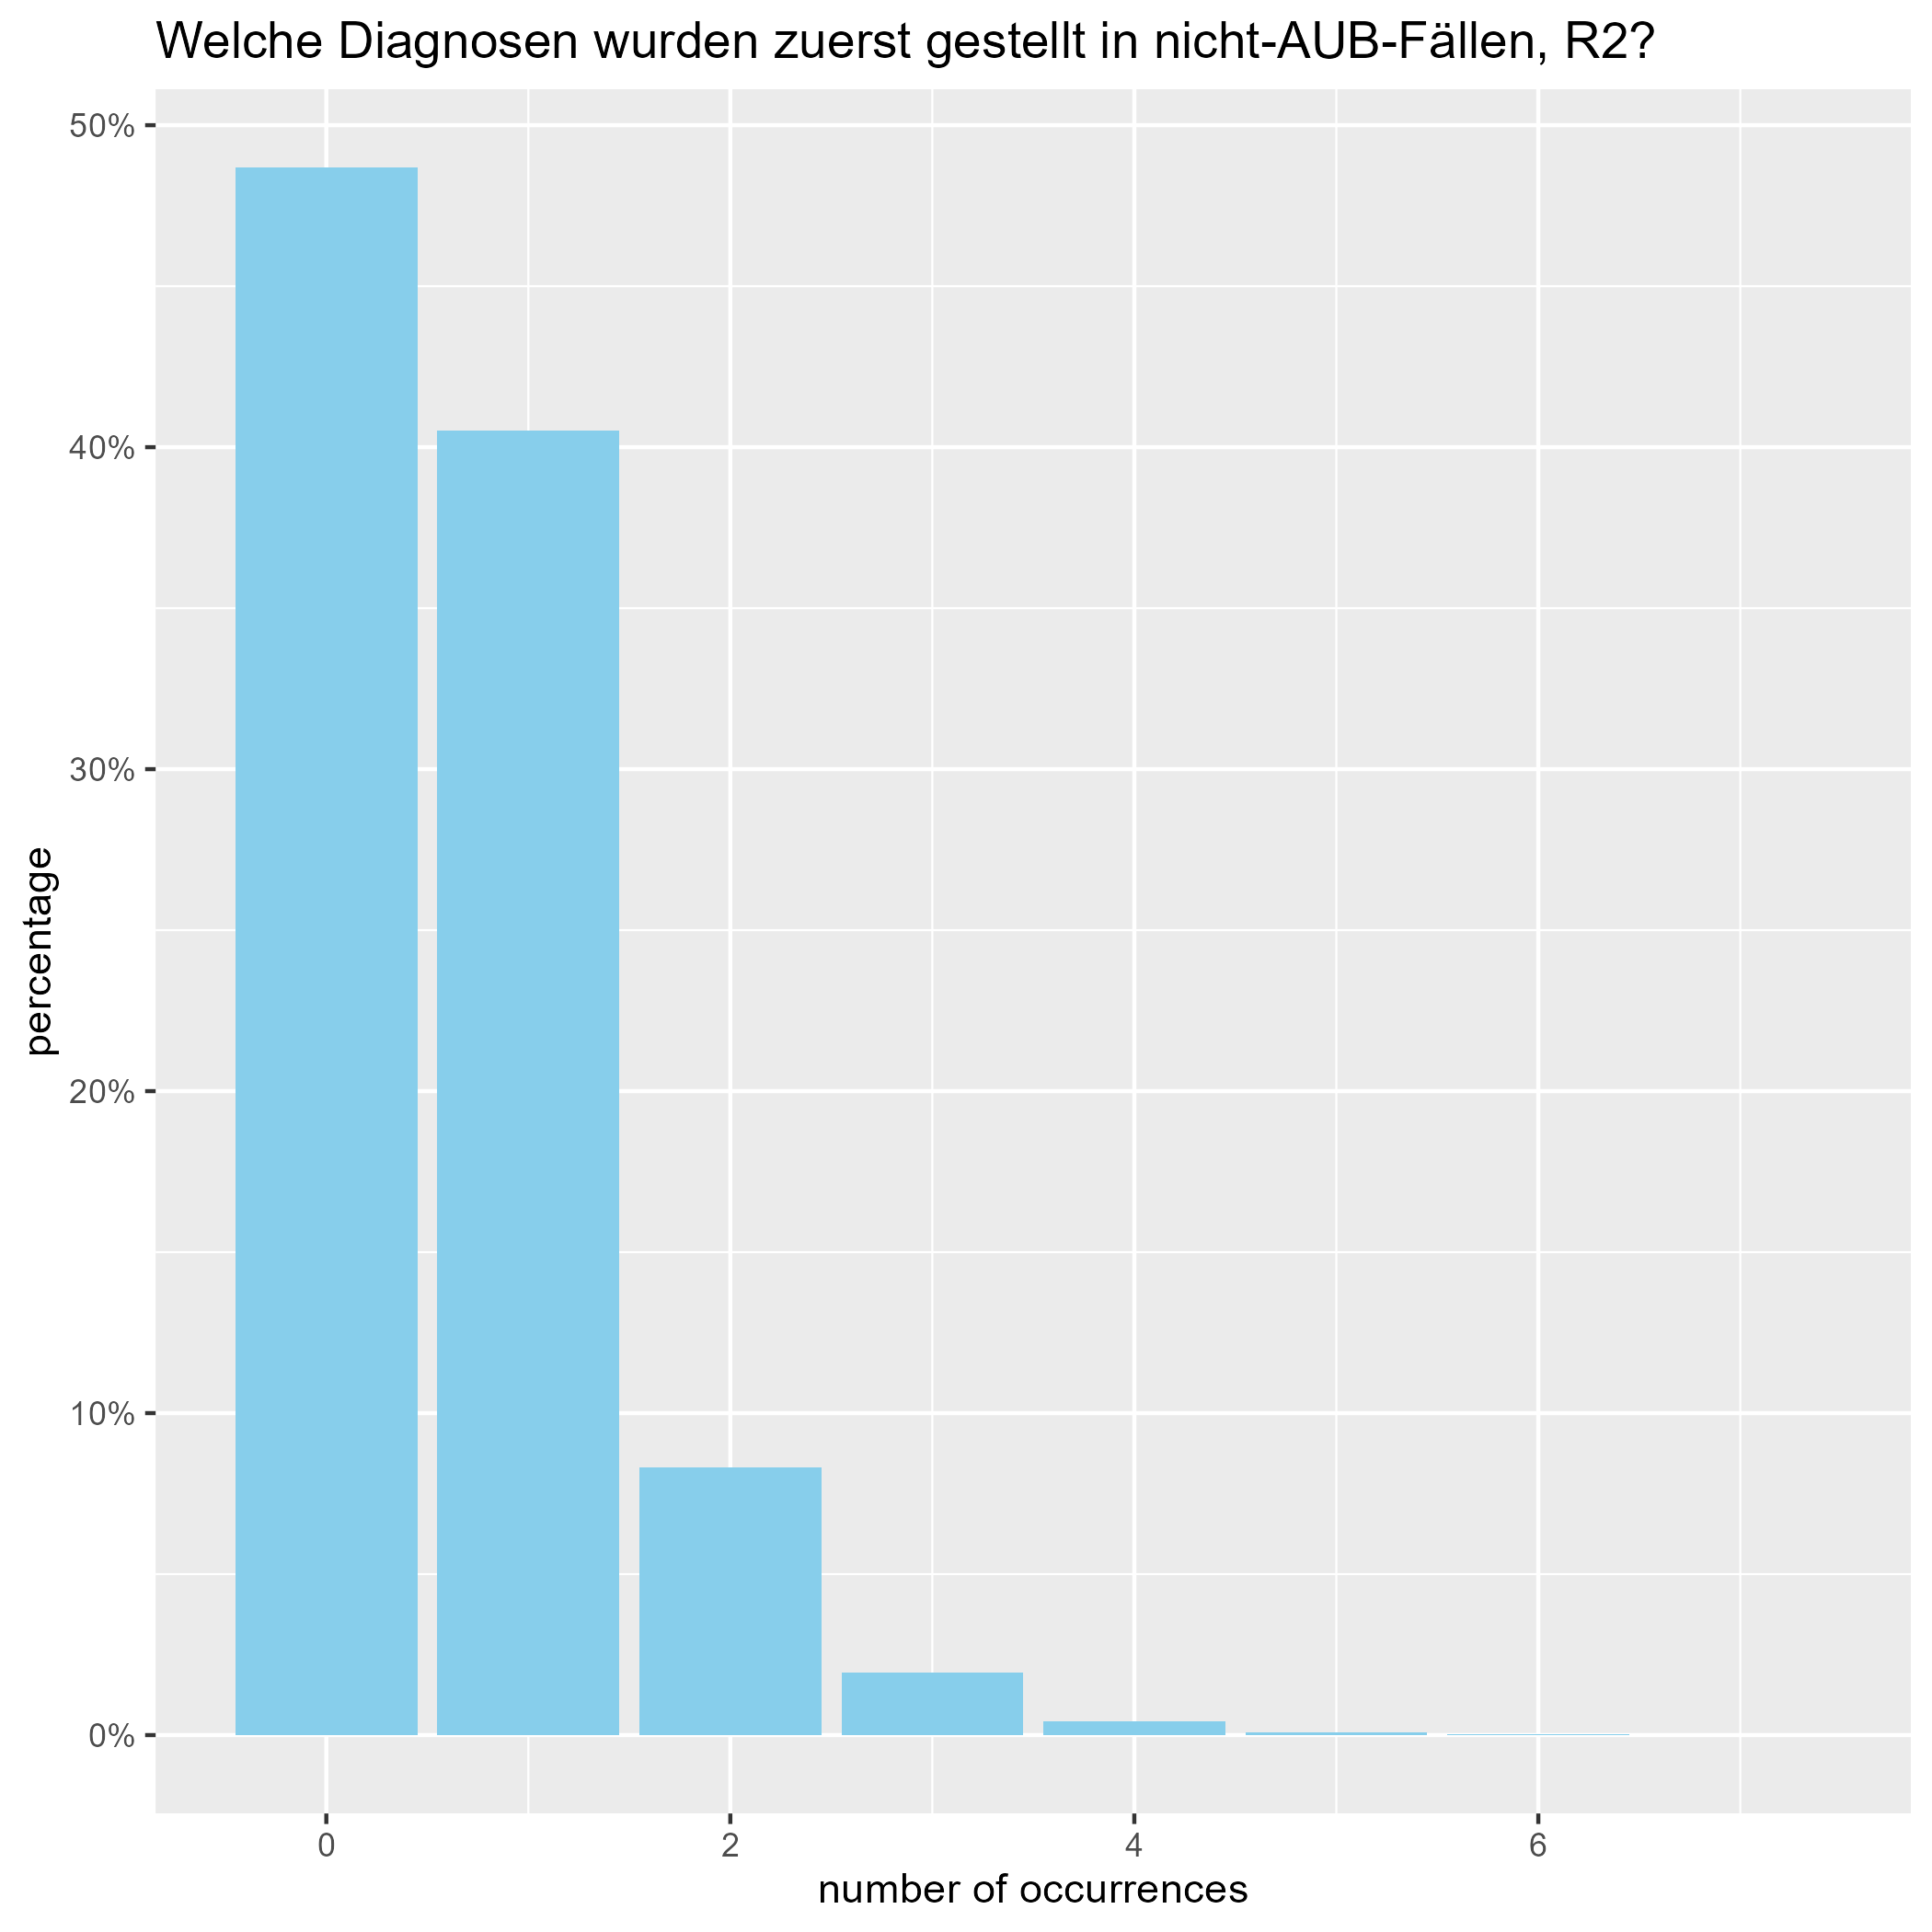 Welche Diagnosen wurden zuerst gestellt in nicht-AUB-Fällen, R2?
50%
40%
30%
20%
10%
0%
percentage
0 2 4 6
number of occurrences